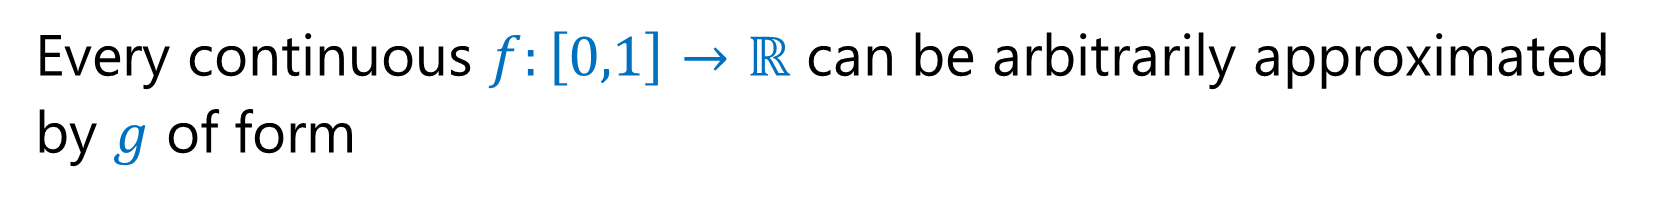 Every continuous f: [0,1] → ℝ can be arbitrarily approximated
by g of form